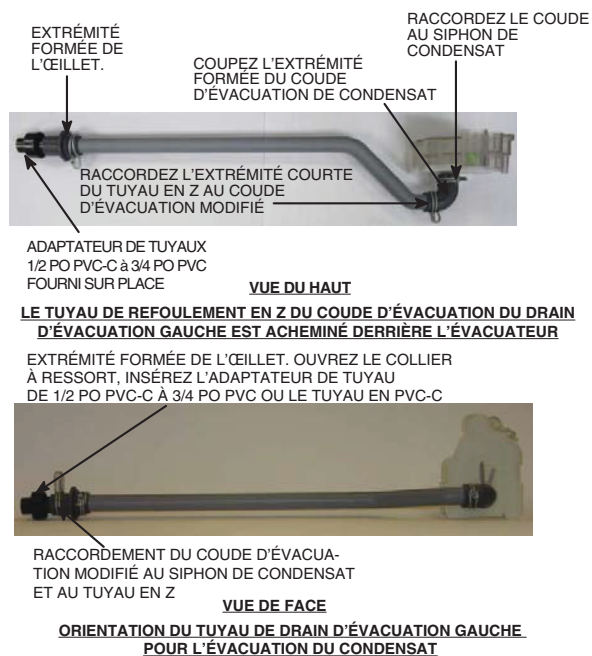 EXTRÉMITÉ
FORMÉE DE
L'ŒILLET.
COUPEZ L'EXTRÉMITÉ
FORMÉE DU COUDE
D'ÉVACUATION DE CONDENSAT
RACCORDEZ LE COUDE
AU SIPHON DE
CONDENSAT
RACCORDEZ L'EXTRÉMITÉ COURTE
DU TUYAU EN Z AU COUDE
D'ÉVACUATION MODIFIÉ
ADAPTATEUR DE TUYAUX
1/2 PO PVC-C à 3/4 PO PVC
FOURNI SUR PLACE
VUE DU HAUT
LE TUYAU DE REFOULEMENT EN Z DU COUDE D'ÉVACUATION DU DRAIN
D'ÉVACUATION GAUCHE EST ACHEMINÉ DERRIÈRE L'ÉVACUATEUR
EXTRÉMITÉ FORMÉE DE L'ŒILLET. OUVREZ LE COLLIER
À RESSORT, INSÉREZ L'ADAPTATEUR DE TUYAU
DE 1/2 PO PVC-C À 3/4 PO PVC OU LE TUYAU EN PVC-C
RACCORDEMENT DU COUDE D'ÉVACUA-
TION MODIFIÉ AU SIPHON DE CONDENSAT
ET AU TUYAU EN Z
VUE DE FACE
ORIENTATION DU TUYAU DE DRAIN D'ÉVACUATION GAUCHE
POUR L'ÉVACUATION DU CONDENSAT